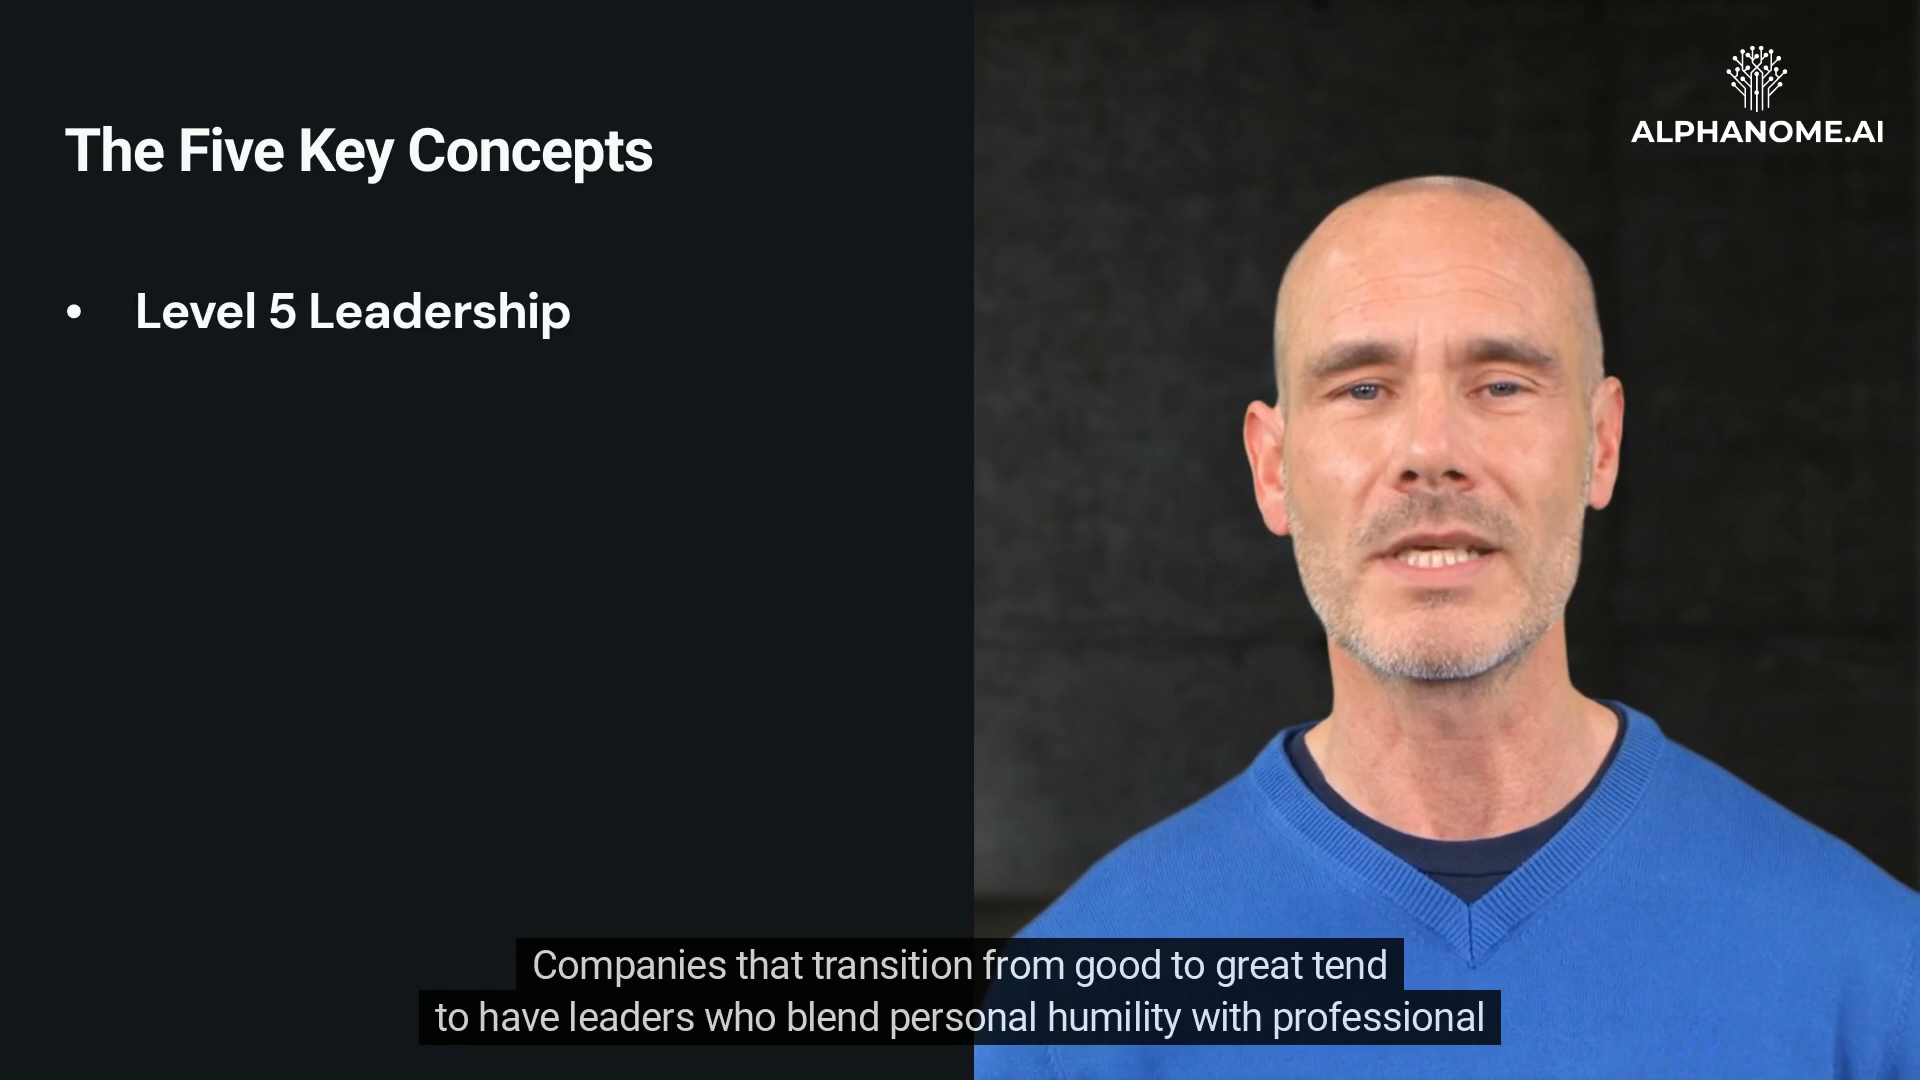 ALPHANOME.AI
The Five Key Concepts
• Level 5 Leadership
Companies that transition from good to great tend
to have leaders who blend personal humility with professional